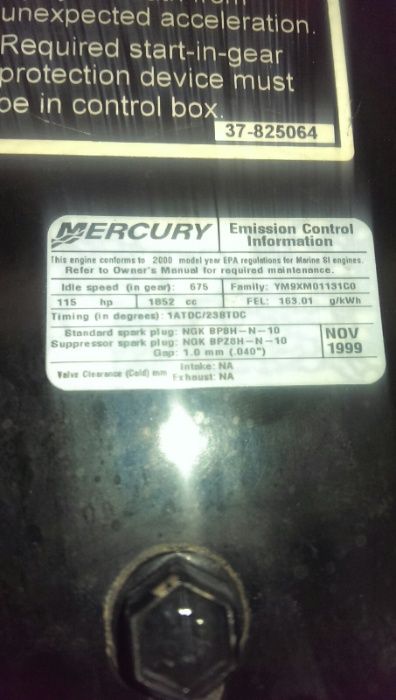 unexpected acceleration.
Required start-in-gear
protection device must
be in control box.
37-825064
MERCURY
Emission Control
Information
This engine conforms to 2000 model year EPA regulations for Marine SI engines.
Refer to Owner's Manual for required maintenance.
Idle speed (in gear): 675
Family: YM9XM01131C0
115 hp 1852 cc
FEL: 163.01 g/kWh
Timing (in degrees): 1ATDC/23BTDC
Standard spark plug: NGK BP8H-N-10
Suppressor spark plug: NGK BPZ8H-N-10
Gap: 1.0 mm (.040")
NOV
1999
Valve Clearance (Cold) mm
Intake: NA
Exhaust: NA